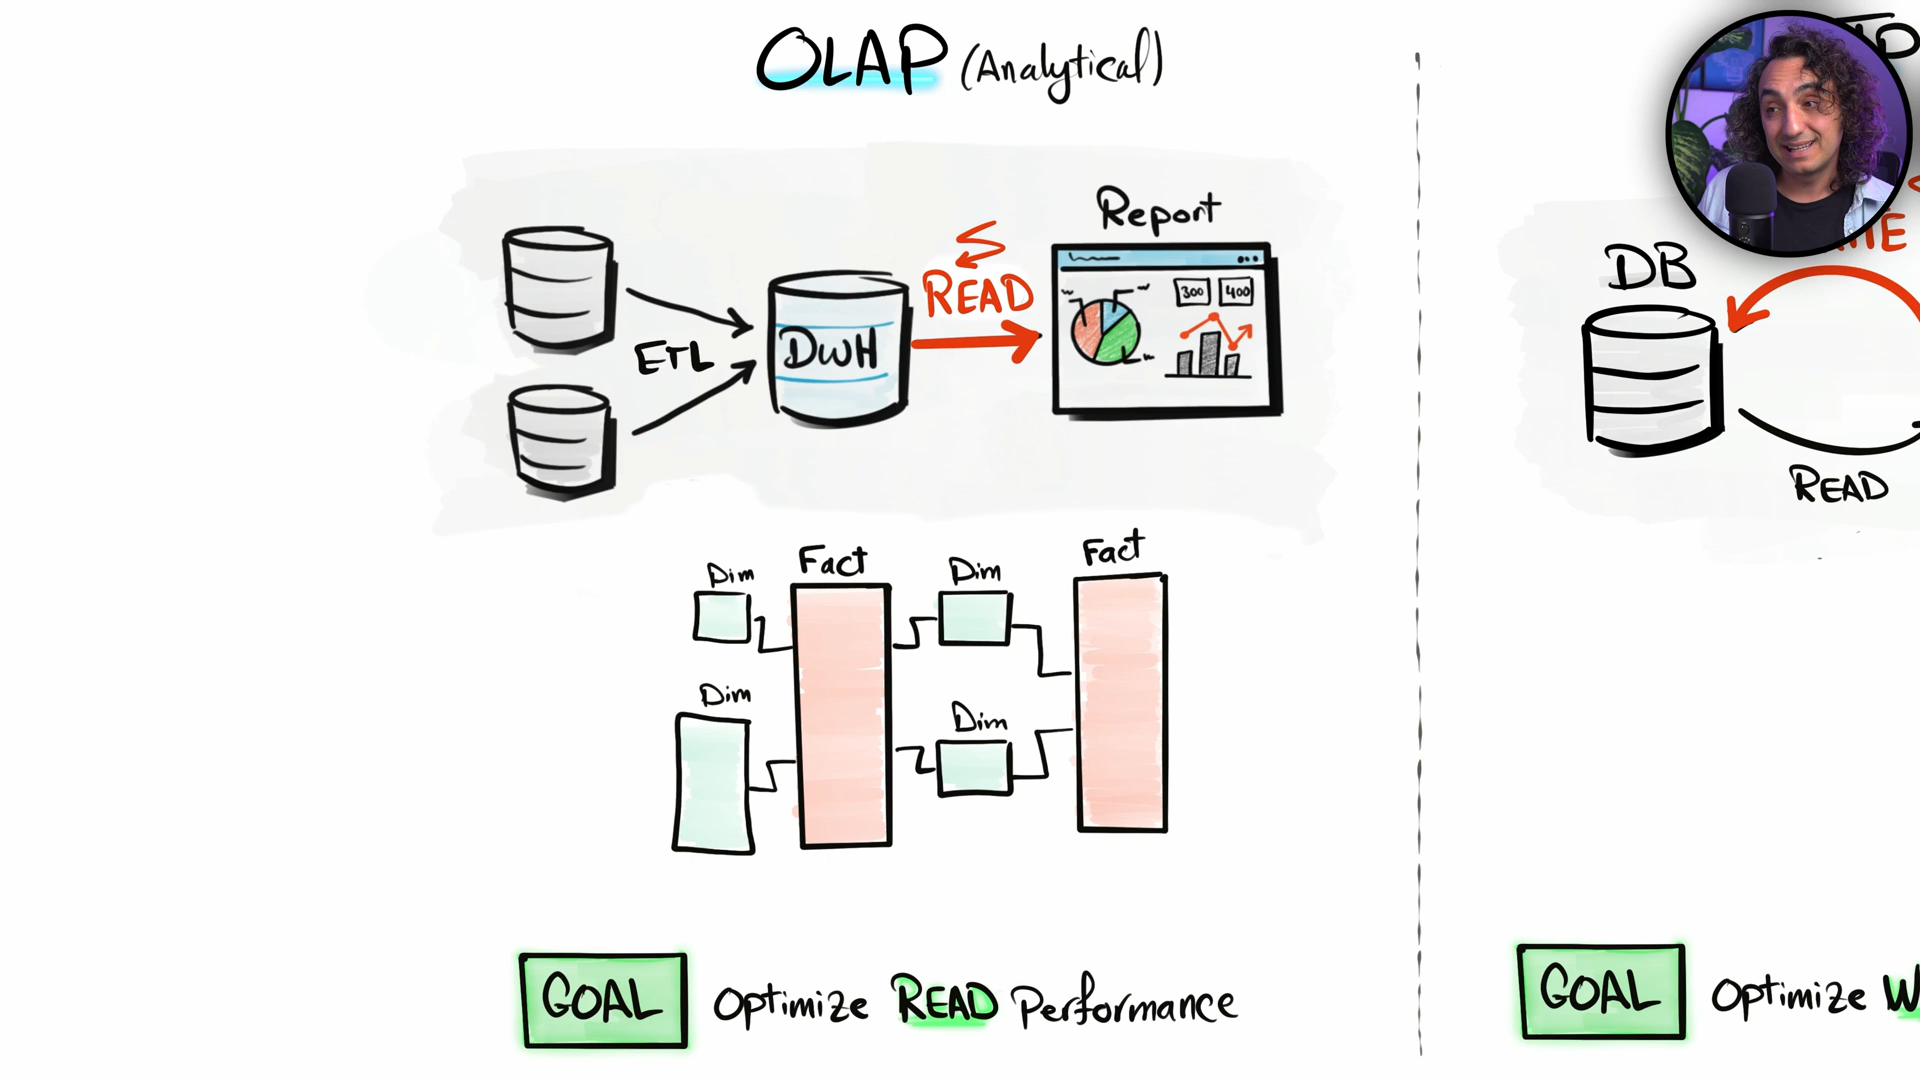 OLAP (Analytical)
Report
READ
300 400
ETL
DWH
Dim
Fact
Dim
Fact
Dim
Dim
GOAL Optimize READ Performance
DB
READ
GOAL Optimize W